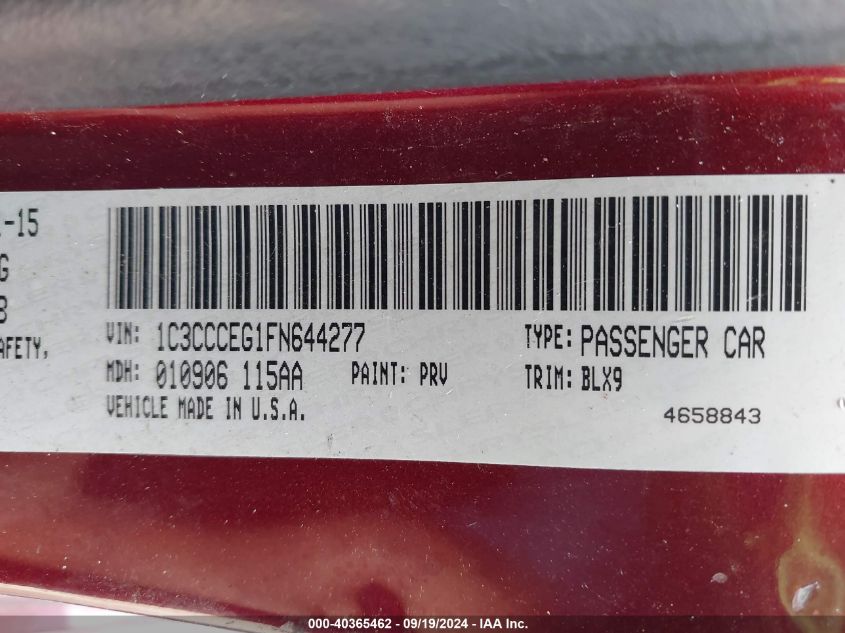 -15
G
AFETY,
VIN: 1C3CCCEG1FN644277 TYPE: PASSENGER CAR
MDH: 010906 115AA PAINT: PRV TRIM: BLX9
VEHICLE MADE IN U.S.A. 4658843
000-40365462 - 09/19/2024 - IAA Inc.